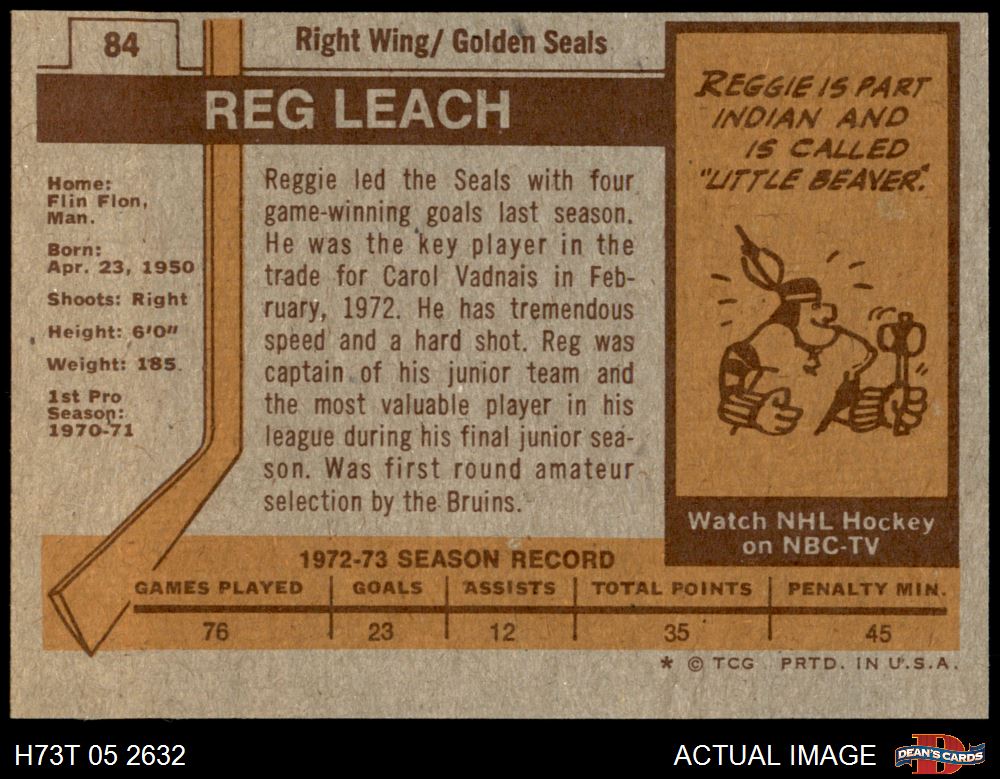 84
Right Wing/ Golden Seals
REG LEACH
Home:
Flin Flon,
Man.
Born:
Apr. 23, 1950
Shoots: Right
Height: 6'0"
Weight: 185.
1st Pro
Season:
1970-71
Reggie led the Seals with four
game-winning goals last season.
He was the key player in the
trade for Carol Vadnais in Feb-
ruary, 1972. He has tremendous
speed and a hard shot. Reg was
captain of his junior team and
the most valuable player in his
league during his final junior sea-
son. Was first round amateur
selection by the Bruins.
REGGIE IS PART
INDIAN AND
IS CALLED
"LITTLE BEAVER."
Watch NHL Hockey
on NBC-TV
1972-73 SEASON RECORD
GAMES PLAYED GOALS ASSISTS TOTAL POINTS PENALTY MIN.
76 23 12 35 45
* © TCG PRTD. IN U.S.A.
H73T 05 2632
ACTUAL IMAGE
D
DEAN'S CARDS